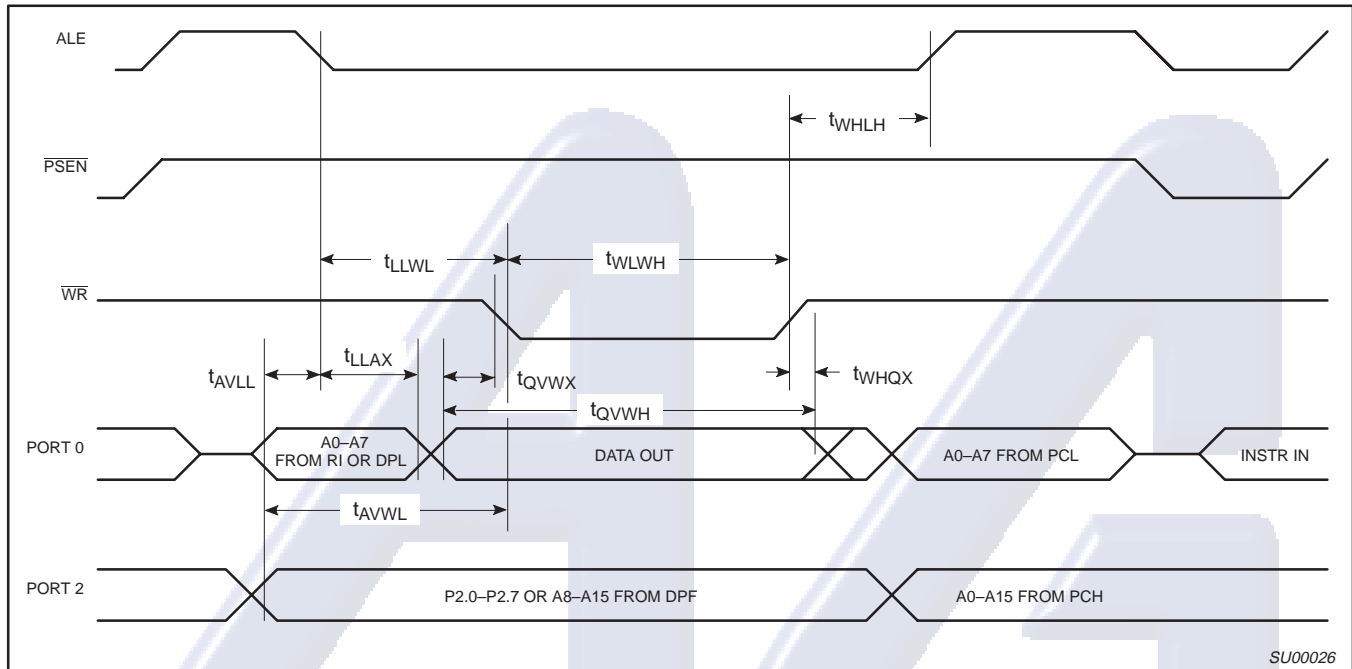 ALE
tWHLH
PSEN
tLLWL
tWLWH
WR
tLLAX
tAVLL
tQVWX
tWHQX
tQVWH
PORT 0
A0–A7
FROM RI OR DPL
DATA OUT
A0–A7 FROM PCL
INSTR IN
tAVWL
PORT 2
P2.0–P2.7 OR A8–A15 FROM DPF
A0–A15 FROM PCH
SU00026